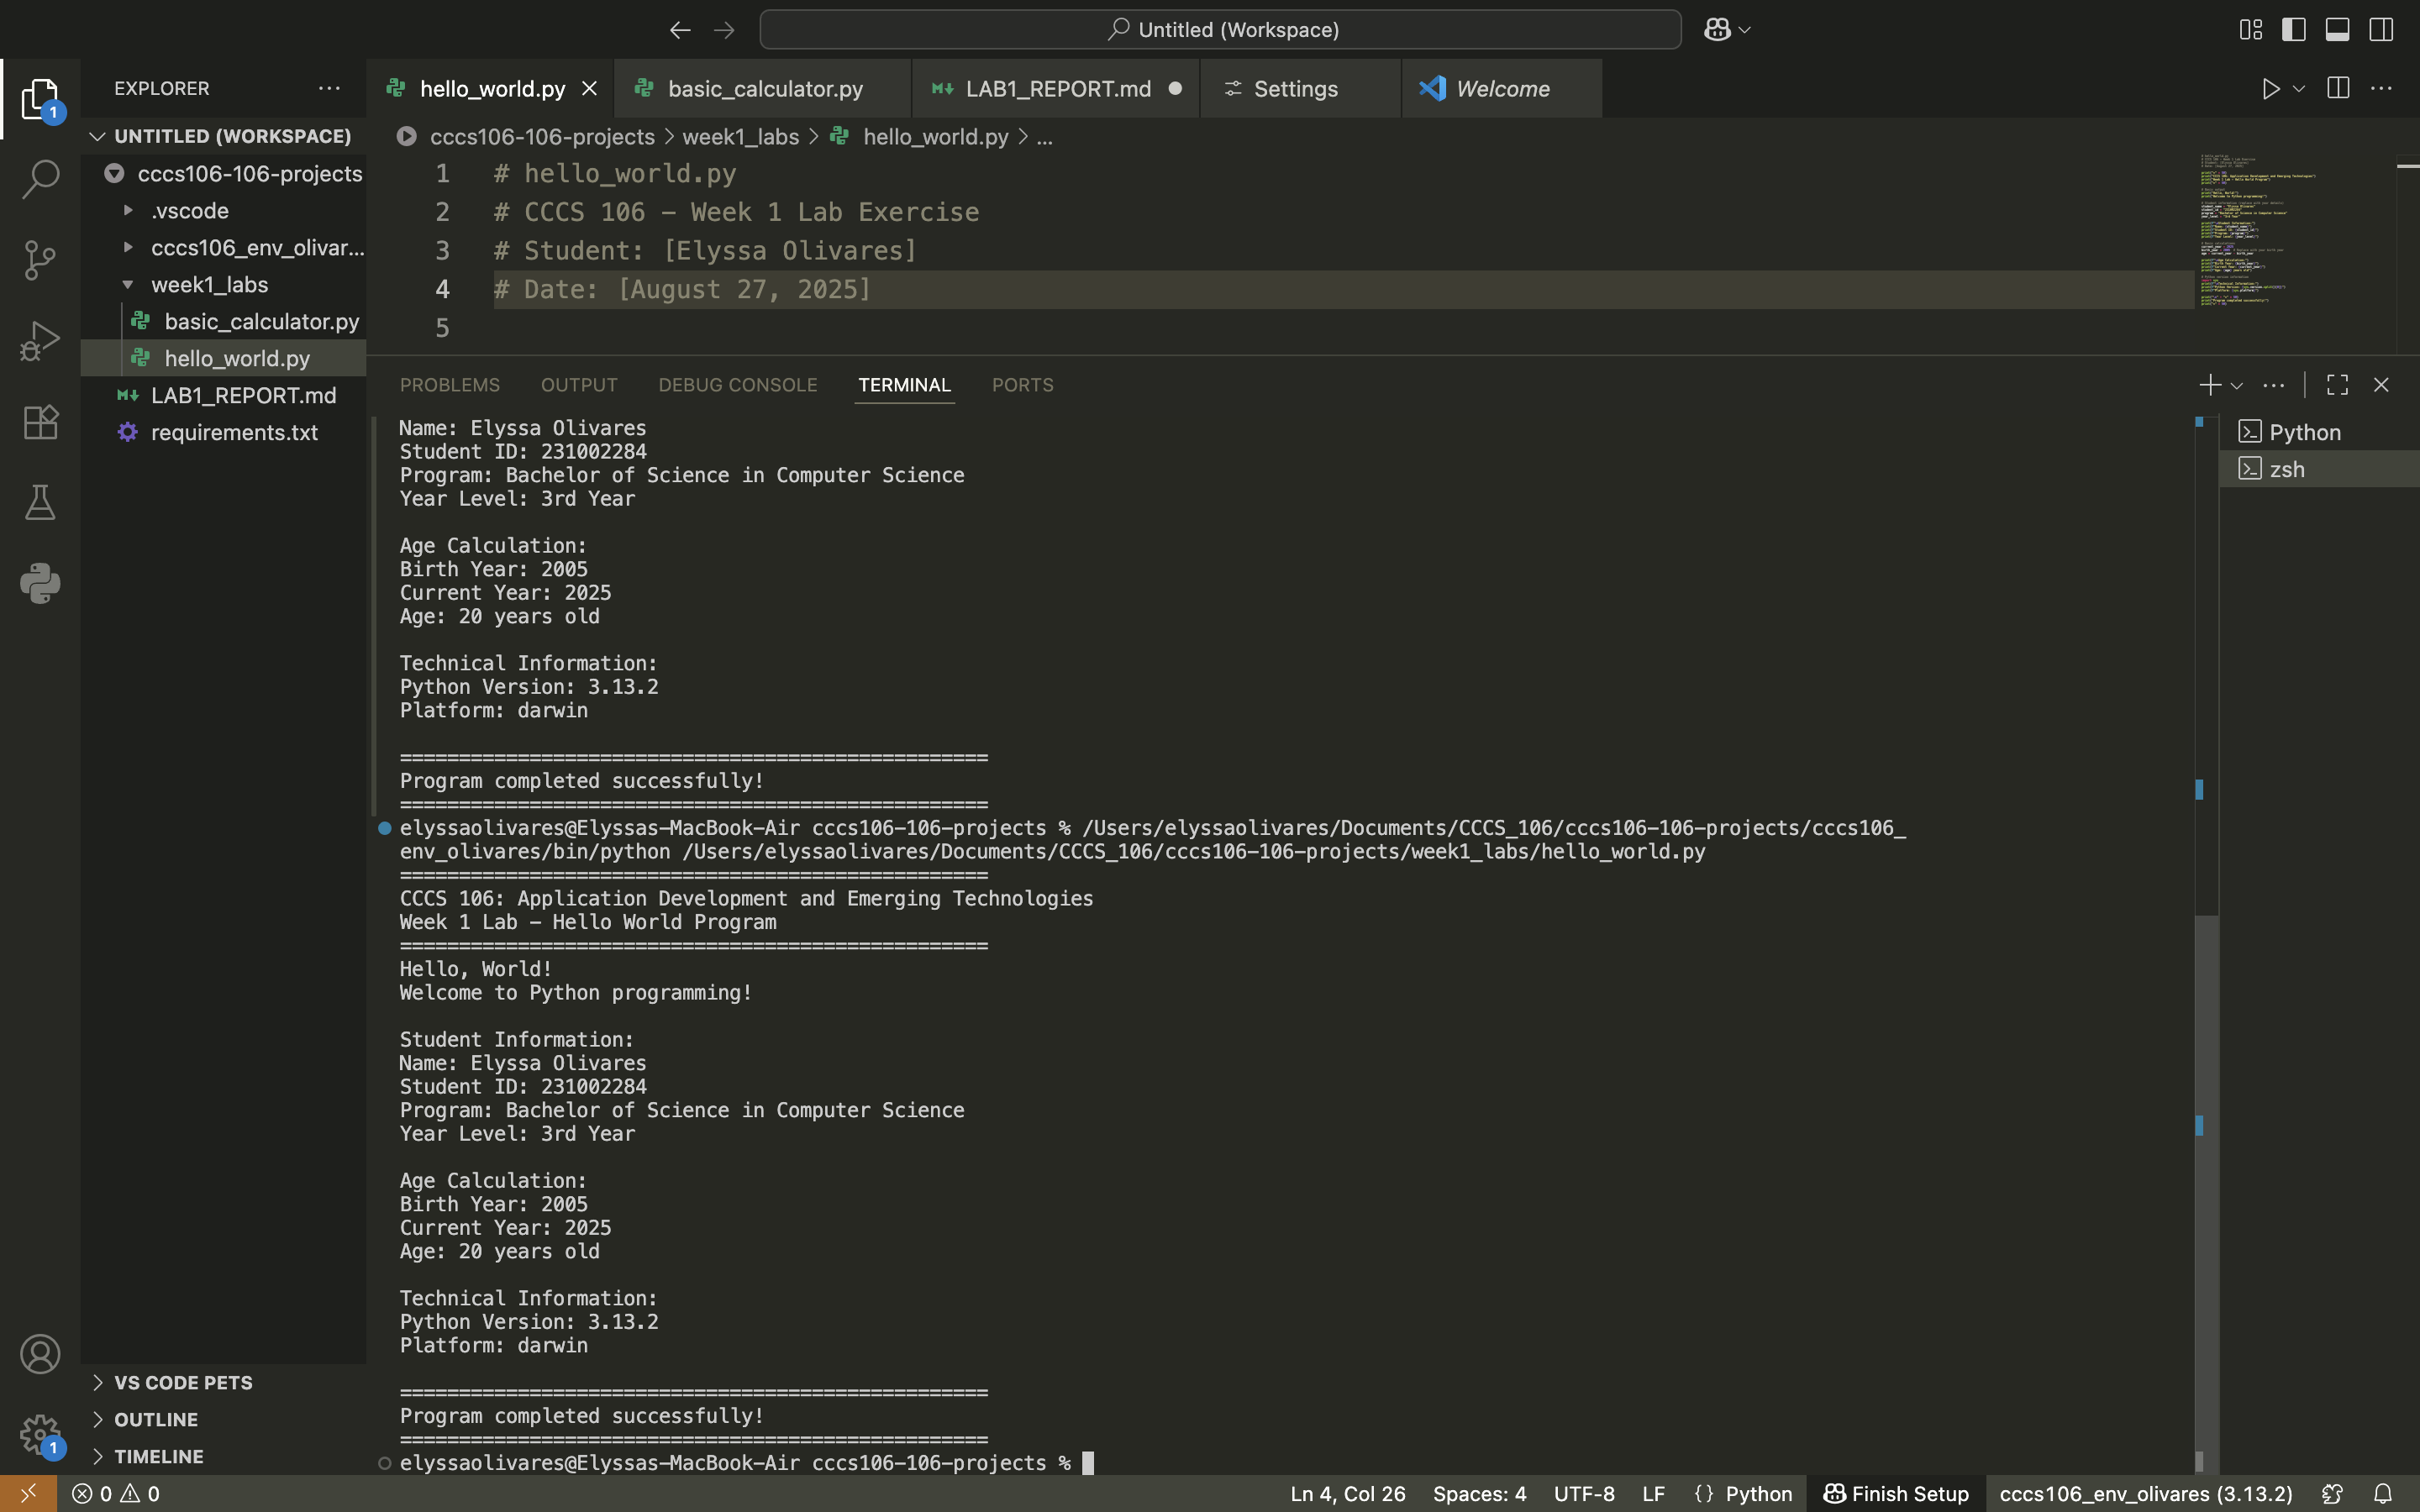 Untitled (Workspace)
EXPLORER
hello_world.py
basic_calculator.py
LAB1_REPORT.md
Settings
Welcome
1
UNTITLED (WORKSPACE)
cccs106-106-projects
.vscode
cccs106_env_olivar...
week1_labs
basic_calculator.py
hello_world.py
LAB1_REPORT.md
requirements.txt
cccs106-106-projects > week1_labs > hello_world.py > ...
1 # hello_world.py
2 # CCCS 106 - Week 1 Lab Exercise
3 # Student: [Elyssa Olivares]
4 # Date: [August 27, 2025]
5
PROBLEMS OUTPUT DEBUG CONSOLE TERMINAL PORTS
Python
zsh
Name: Elyssa Olivares
Student ID: 231002284
Program: Bachelor of Science in Computer Science
Year Level: 3rd Year
Age Calculation:
Birth Year: 2005
Current Year: 2025
Age: 20 years old
Technical Information:
Python Version: 3.13.2
Platform: darwin
==================================================
Program completed successfully!
==================================================
elyssaolivares@Elyssas-MacBook-Air cccs106-106-projects % /Users/elyssaolivares/Documents/CCCS_106/cccs106-106-projects/cccs106_
env_olivares/bin/python /Users/elyssaolivares/Documents/CCCS_106/cccs106-106-projects/week1_labs/hello_world.py
==================================================
CCCS 106: Application Development and Emerging Technologies
Week 1 Lab - Hello World Program
==================================================
Hello, World!
Welcome to Python programming!
Student Information:
Name: Elyssa Olivares
Student ID: 231002284
Program: Bachelor of Science in Computer Science
Year Level: 3rd Year
Age Calculation:
Birth Year: 2005
Current Year: 2025
Age: 20 years old
Technical Information:
Python Version: 3.13.2
Platform: darwin
==================================================
Program completed successfully!
==================================================
elyssaolivares@Elyssas-MacBook-Air cccs106-106-projects %
VS CODE PETS
OUTLINE
TIMELINE
1
0 0
Ln 4, Col 26 Spaces: 4 UTF-8 LF {} Python Finish Setup cccs106_env_olivares (3.13.2)